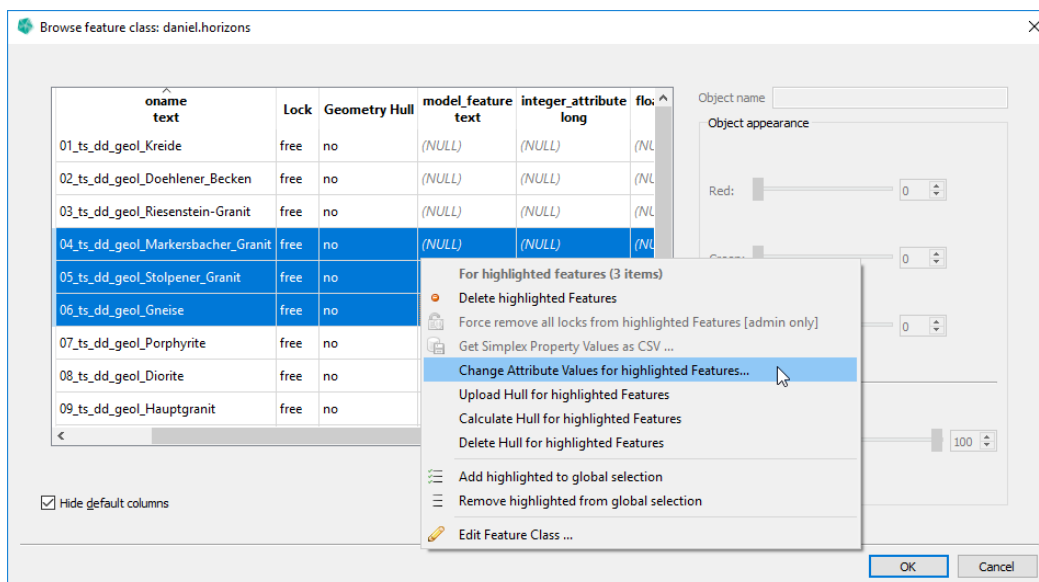 Browse feature class: daniel.horizons
oname text Lock Geometry Hull model_feature text integer_attribute long
01_ts_dd_geol_Kreide free no (NULL) (NULL) (NU
02_ts_dd_geol_Doehlener_Becken free no (NULL) (NULL) (NU
03_ts_dd_geol_Riesenstein-Granit free no (NULL) (NULL) (NU
04_ts_dd_geol_Markersbacher_Granit free no (NULL) (NULL) (NU
05_ts_dd_geol_Stolpener_Granit free no
06_ts_dd_geol_Gneise free no
07_ts_dd_geol_Porphyrite free no
08_ts_dd_geol_Diorite free no
09_ts_dd_geol_Hauptgranit free no
Hide default columns
Object name
Object appearance
Red: 0
0
0
100
For highlighted features (3 items)
Delete highlighted Features
Force remove all locks from highlighted Features [admin only]
Get Simplex Property Values as CSV ...
Change Attribute Values for highlighted Features...
Upload Hull for highlighted Features
Calculate Hull for highlighted Features
Delete Hull for highlighted Features
Add highlighted to global selection
Remove highlighted from global selection
Edit Feature Class ...
OK Cancel